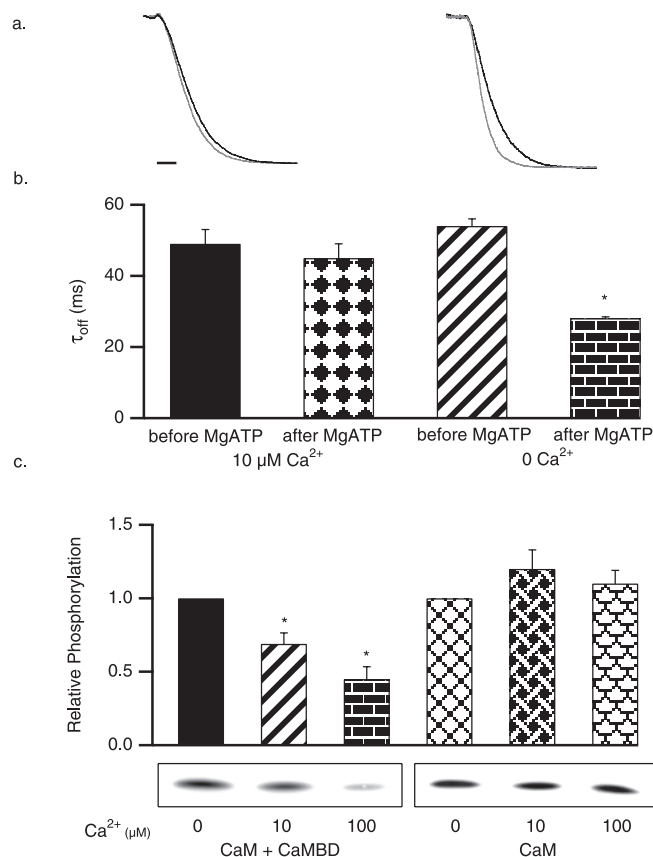 a.
b.
60
40
20
0
τoff (ms)
*
before MgATP after MgATP before MgATP after MgATP
10 µM Ca2+ 0 Ca2+
c.
1.5
1.0
0.5
0.0
Relative Phosphorylation
* *
Ca2+ (µM) 0 10 100 0 10 100
CaM + CaMBD CaM